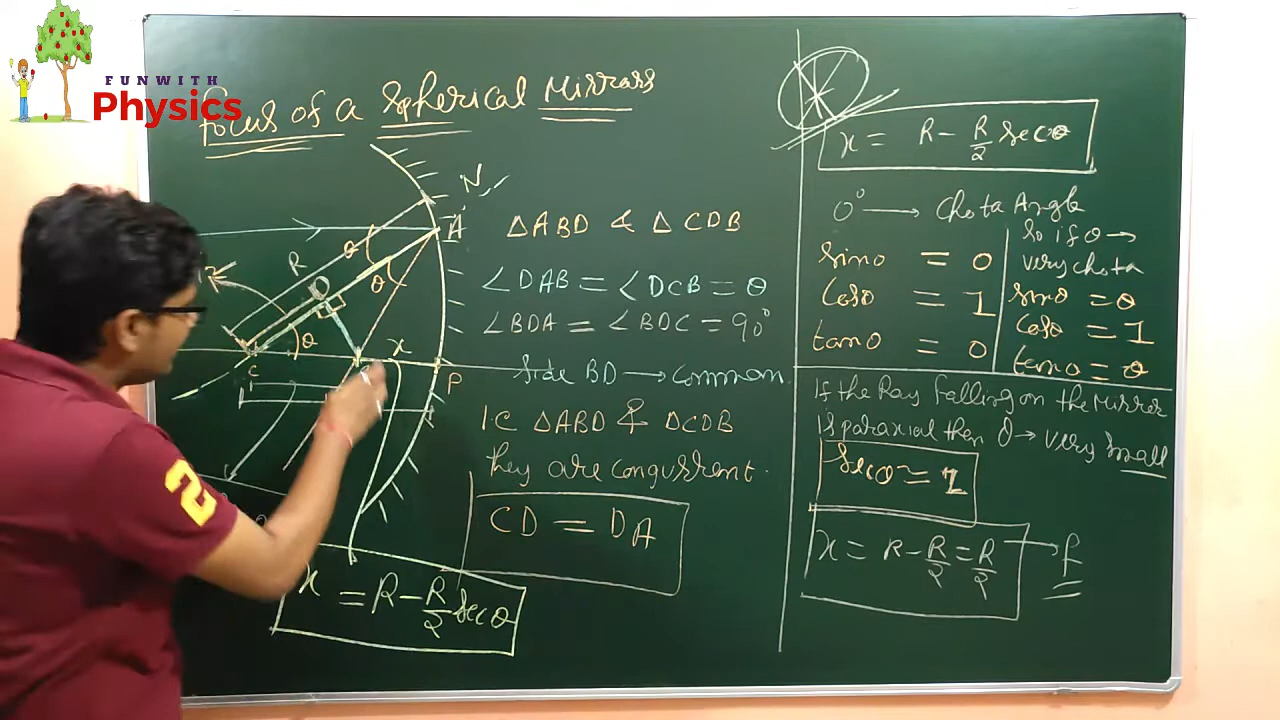 FUNWITH
Physics
focus of a Spherical Mirrors
N
A
R
θ
θ
D
θ
x
C
B
P
2
x = R - R/2 secθ
ΔABD & ΔCDB
∠DAB = ∠DCB = θ
∠BDA = ∠BDC = 90°
Side BD → Common
I.C ΔABD & ΔCDB
they are congurrent.
CD = DA
x = R - R/2 secθ
0° → Chota Angle
sin0 = 0
Cos0 = 1
tan0 = 0
So if θ →
very chota
sinθ = θ
Cosθ = 1
tanθ = θ
If the Ray falling on the Mirror
is paraxial then θ → very small
Secθ ≈ 1
x = R - R/2 = R/2 → f